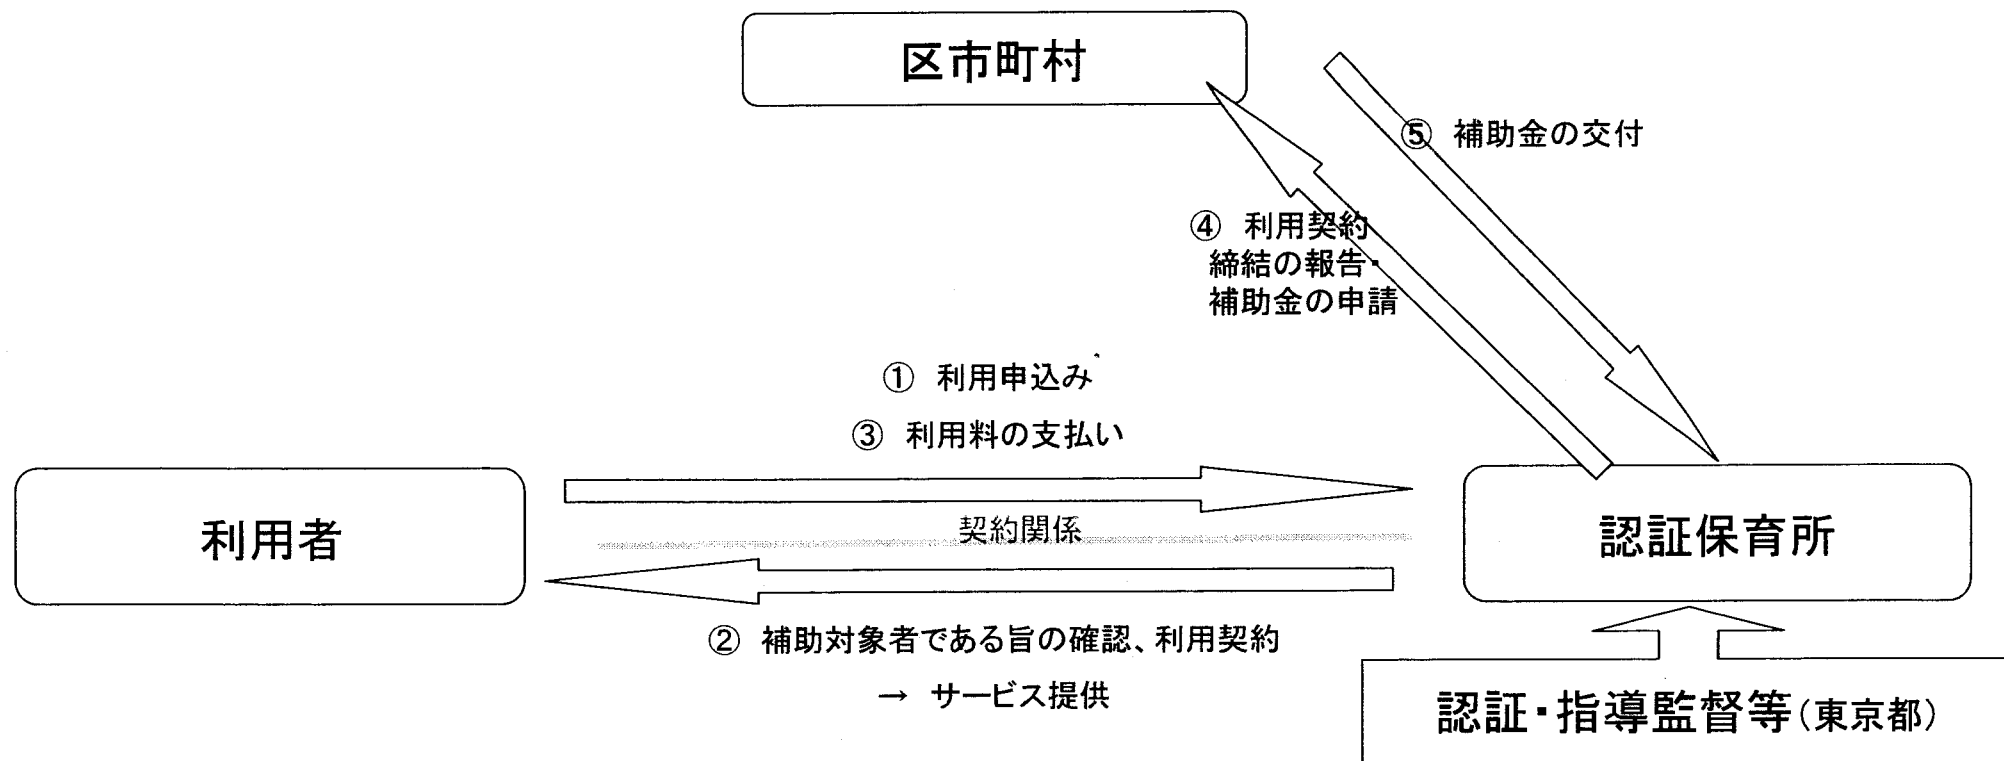 区市町村
⑤ 補助金の交付
④ 利用契約
締結の報告・
補助金の申請
① 利用申込み
③ 利用料の支払い
利用者
契約関係
認証保育所
② 補助対象者である旨の確認、利用契約
→ サービス提供
認証・指導監督等(東京都)